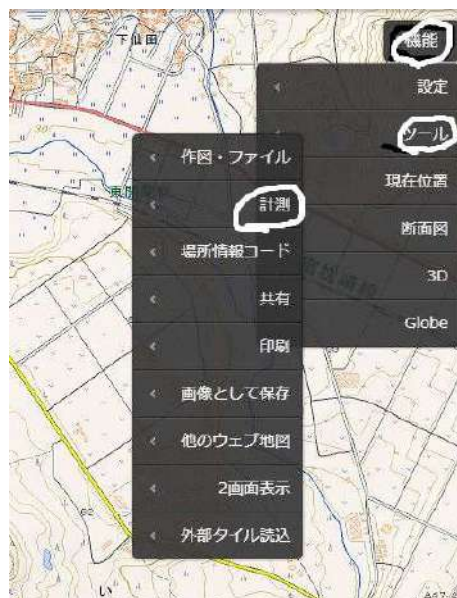 機能
設定
ツール
現在位置
断面図
3D
Globe
作図・ファイル
計測
場所情報コード
共有
印刷
画像として保存
他のウェブ地図
2画面表示
外部タイル読込
下仙田
30
60
い